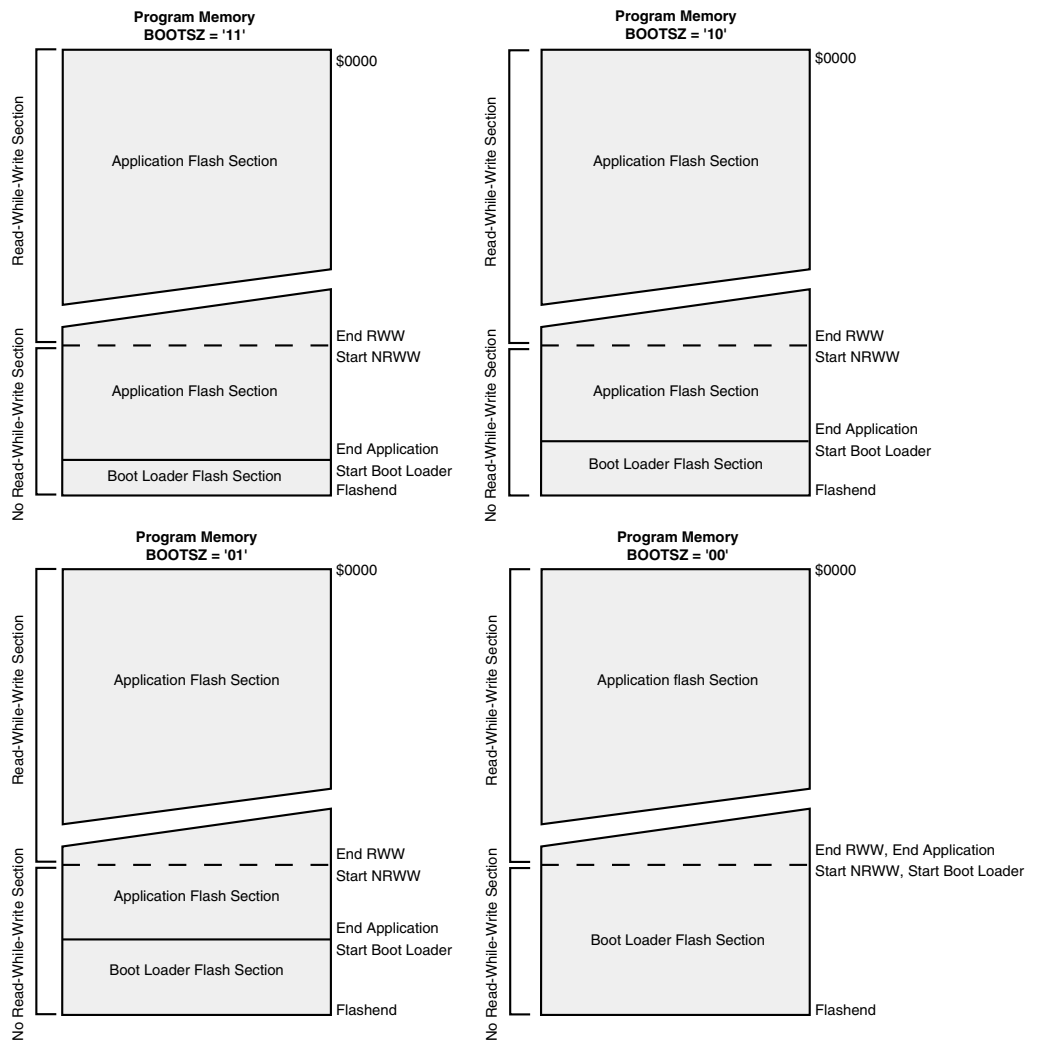 Program Memory
BOOTSZ = '11'
$0000
Read-While-Write Section
Application Flash Section
End RWW
Start NRWW
No Read-While-Write Section
Application Flash Section
End Application
Start Boot Loader
Boot Loader Flash Section
Flashend
Program Memory
BOOTSZ = '10'
$0000
Read-While-Write Section
Application Flash Section
End RWW
Start NRWW
No Read-While-Write Section
Application Flash Section
End Application
Start Boot Loader
Boot Loader Flash Section
Flashend
Program Memory
BOOTSZ = '01'
$0000
Read-While-Write Section
Application Flash Section
End RWW
Start NRWW
No Read-While-Write Section
Application Flash Section
End Application
Start Boot Loader
Boot Loader Flash Section
Flashend
Program Memory
BOOTSZ = '00'
$0000
Read-While-Write Section
Application flash Section
End RWW, End Application
Start NRWW, Start Boot Loader
No Read-While-Write Section
Boot Loader Flash Section
Flashend